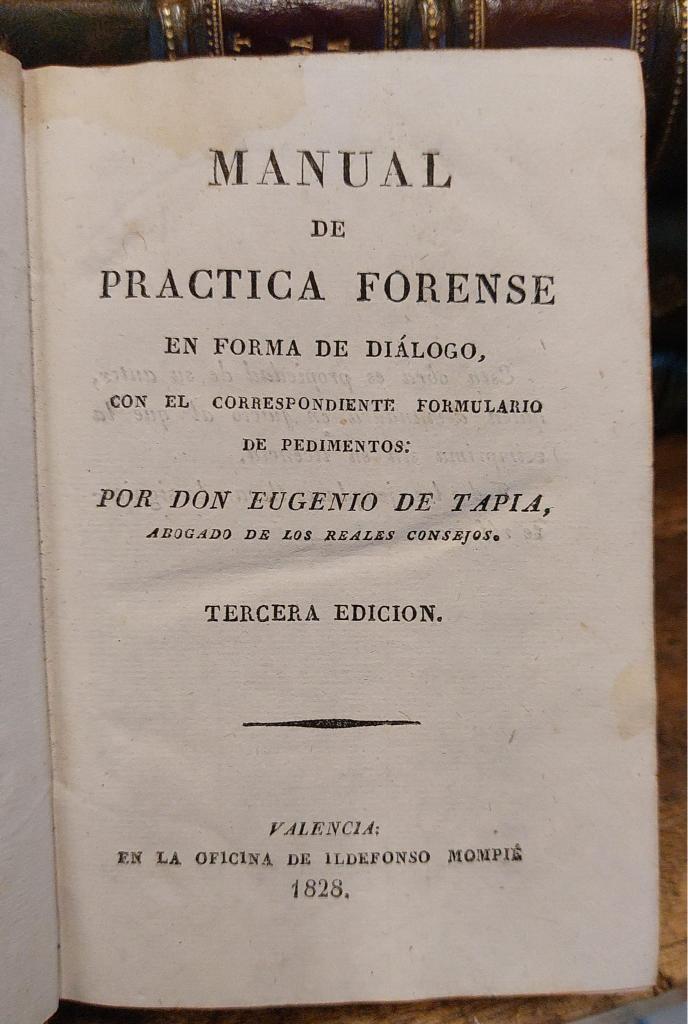 MANUAL
DE
PRACTICA FORENSE
EN FORMA DE DIÁLOGO,
CON EL CORRESPONDIENTE FORMULARIO
DE PEDIMENTOS:
POR DON EUGENIO DE TAPIA,
ABOGADO DE LOS REALES CONSEJOS.
TERCERA EDICION.
VALENCIA:
EN LA OFICINA DE ILDEFONSO MOMPIÉ
1828.